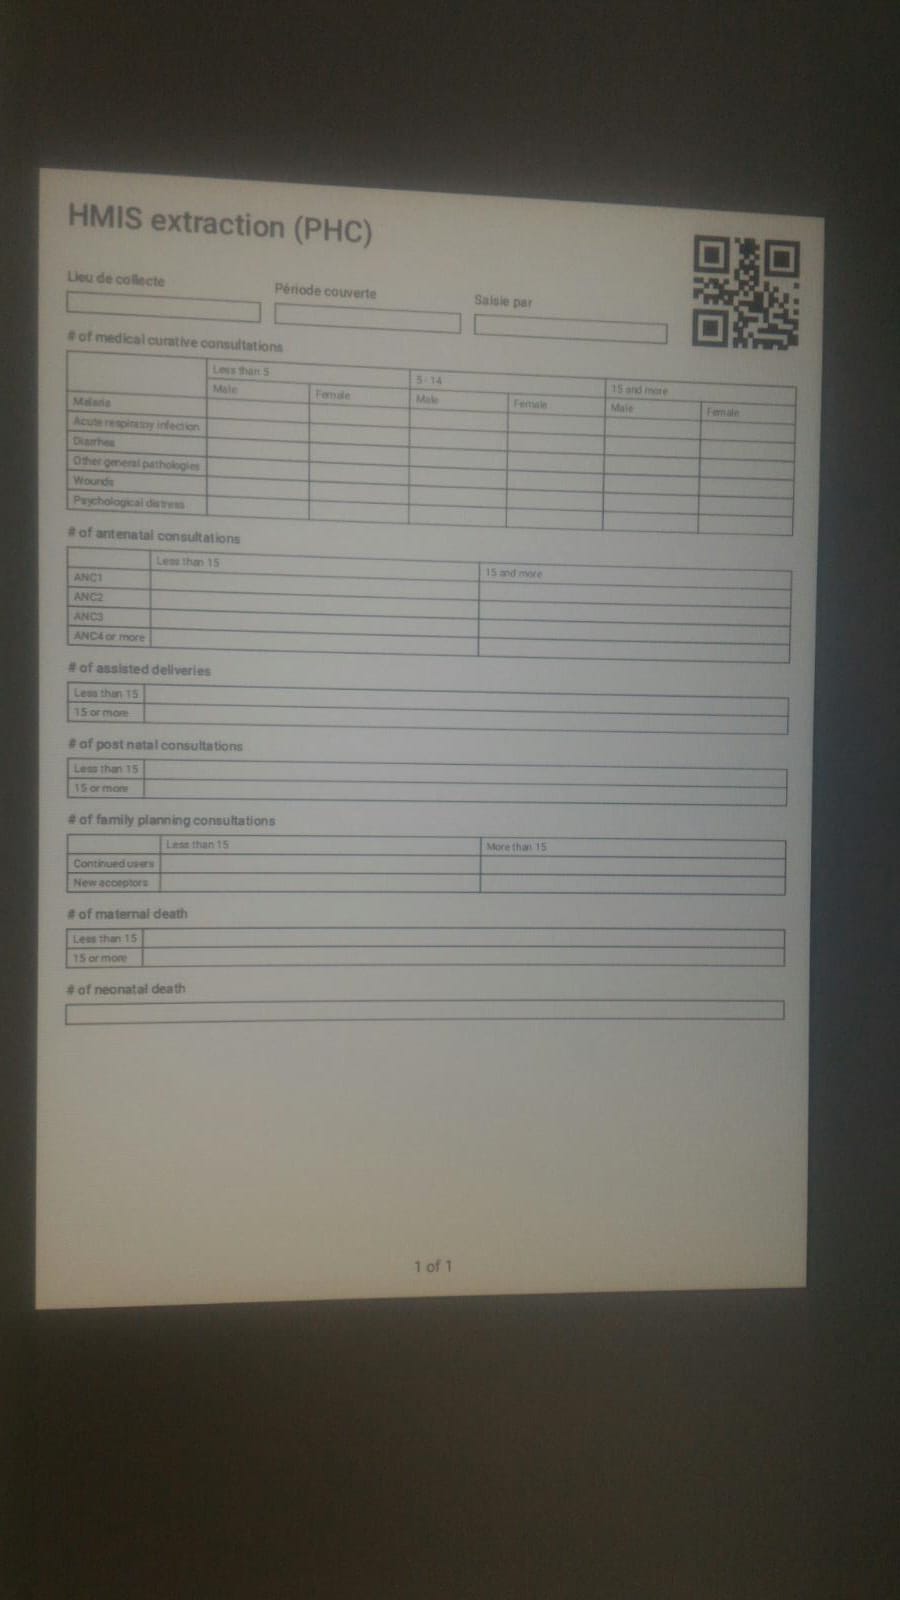 HMIS extraction (PHC)
Lieu de collecte
Période couverte
Saisie par
# of medical curative consultations
Less than 5
5 - 14
15 and more
Male
Female
Male
Female
Male
Female
Malaria
Acute respiratoy infection
Diarrhea
Other general pathologies
Wounds
Psychological distress
# of antenatal consultations
Less than 15
15 and more
ANC1
ANC2
ANC3
ANC4 or more
# of assisted deliveries
Less than 15
15 or more
# of post natal consultations
Less than 15
15 or more
# of family planning consultations
Less than 15
More than 15
Continued users
New acceptors
# of maternal death
Less than 15
15 or more
# of neonatal death
1 of 1